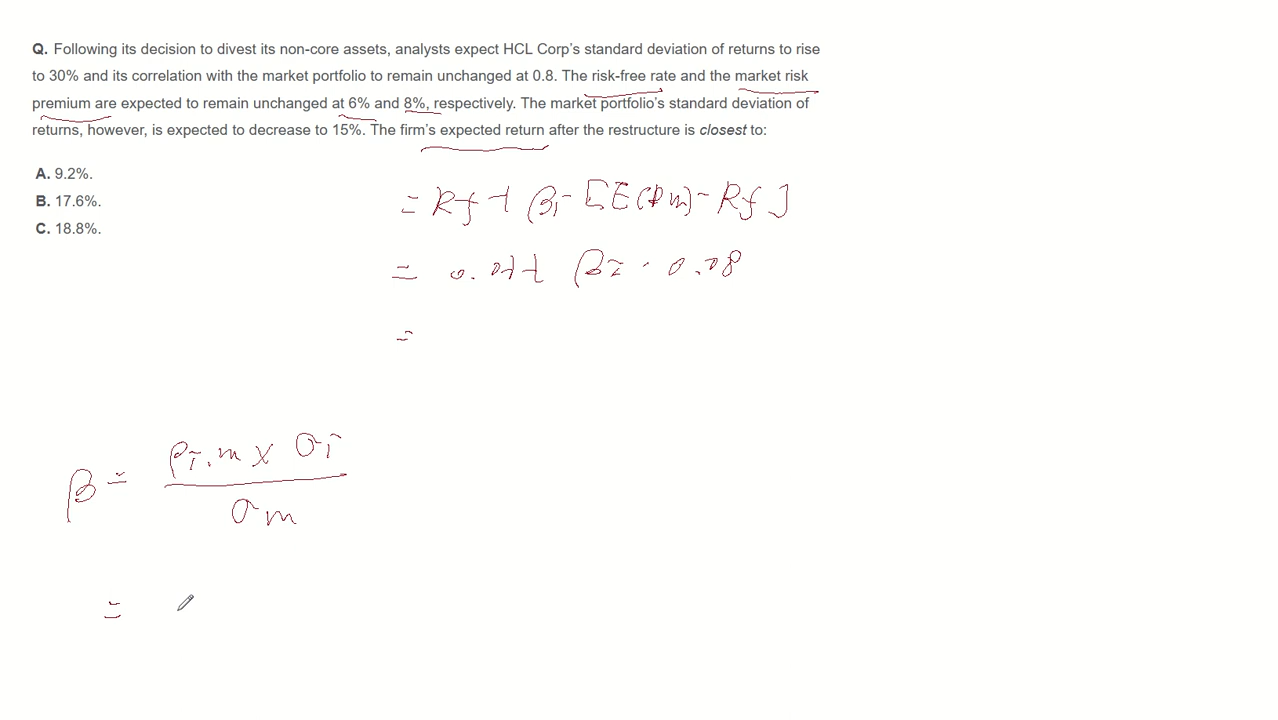 Q. Following its decision to divest its non-core assets, analysts expect HCL Corp's standard deviation of returns to rise
to 30% and its correlation with the market portfolio to remain unchanged at 0.8. The risk-free rate and the market risk
premium are expected to remain unchanged at 6% and 8%, respectively. The market portfolio's standard deviation of
returns, however, is expected to decrease to 15%. The firm's expected return after the restructure is closest to:
A. 9.2%.
B. 17.6%.
C. 18.8%.
= Rf + βi [E(Rm) - Rf]
= βi · 0.08
=
β = ρi.m × σi
σm
=